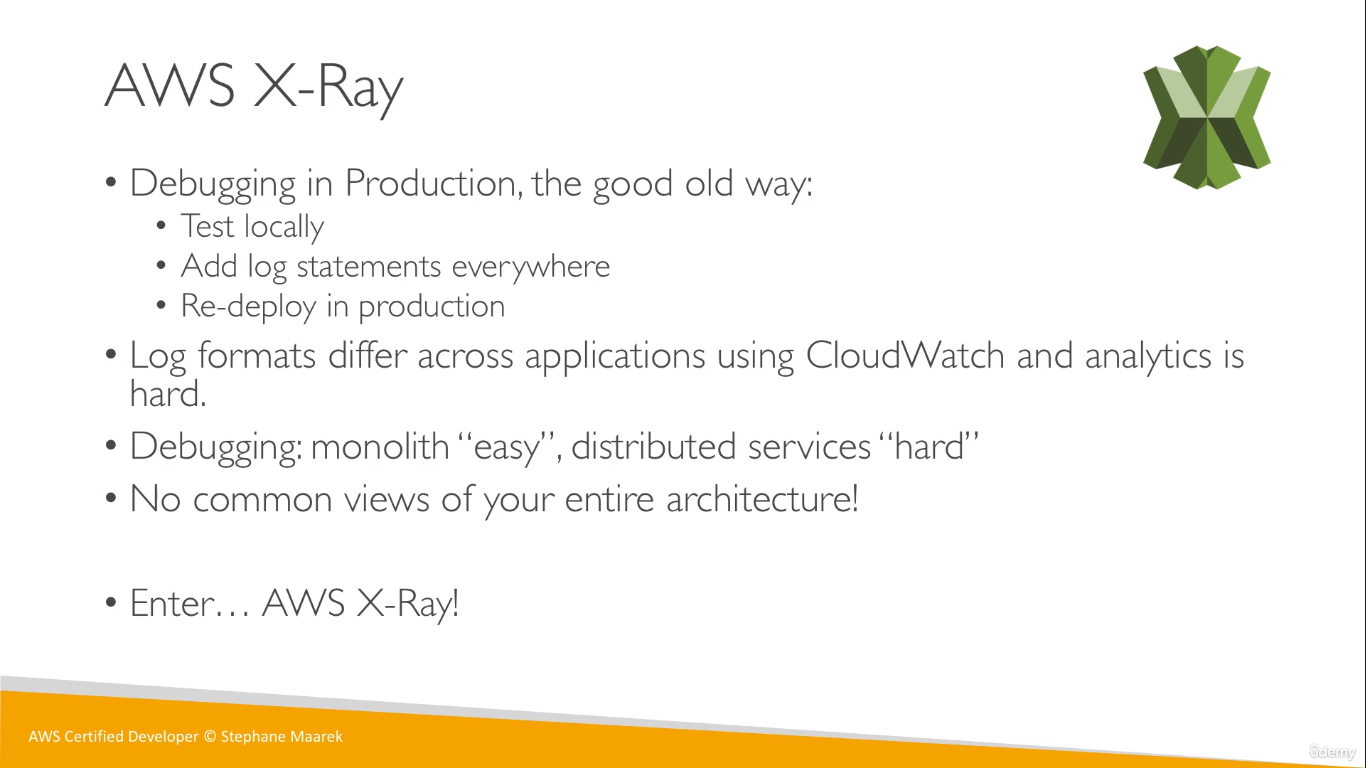 AWS X-Ray
• Debugging in Production, the good old way:
• Test locally
• Add log statements everywhere
• Re-deploy in production
• Log formats differ across applications using CloudWatch and analytics is
hard.
• Debugging: monolith “easy”, distributed services “hard”
• No common views of your entire architecture!
• Enter… AWS X-Ray!
AWS Certified Developer © Stephane Maarek
ûdemy